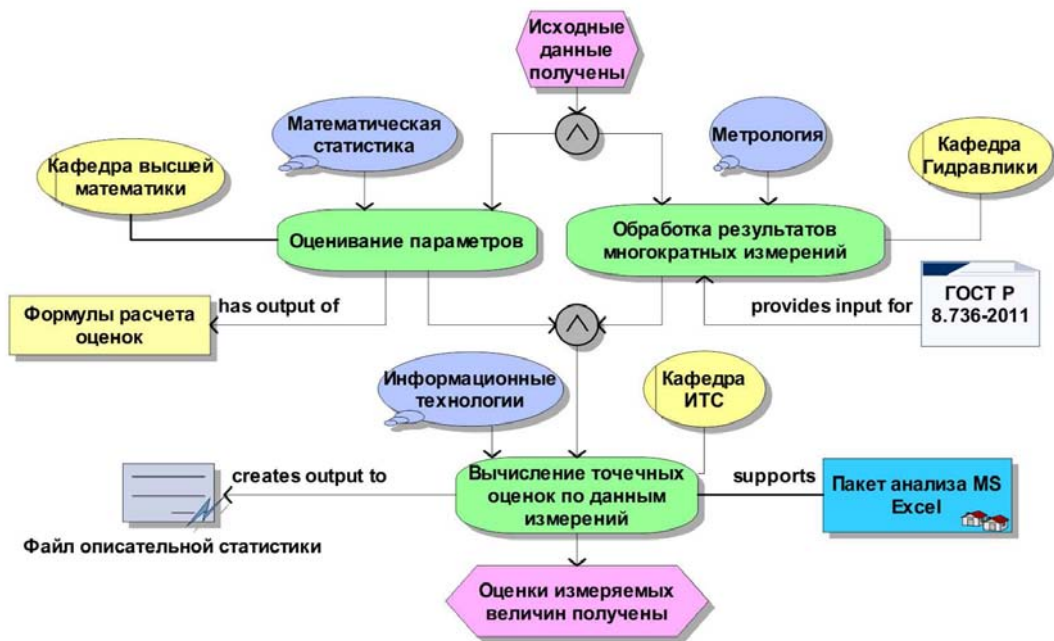 Исходные
данные
получены
Математическая
статистика
Метрология
Кафедра высшей
математики
Кафедра
Гидравлики
Оценивание параметров
Обработка результатов
многократных измерений
has output of
provides input for
Формулы расчета
оценок
ГОСТ Р
8.736-2011
Информационные
технологии
Кафедра
ИТС
creates output to
Вычисление точечных
оценок по данным
измерений
supports
Пакет анализа MS
Excel
Файл описательной статистики
Оценки измеряемых
величин получены